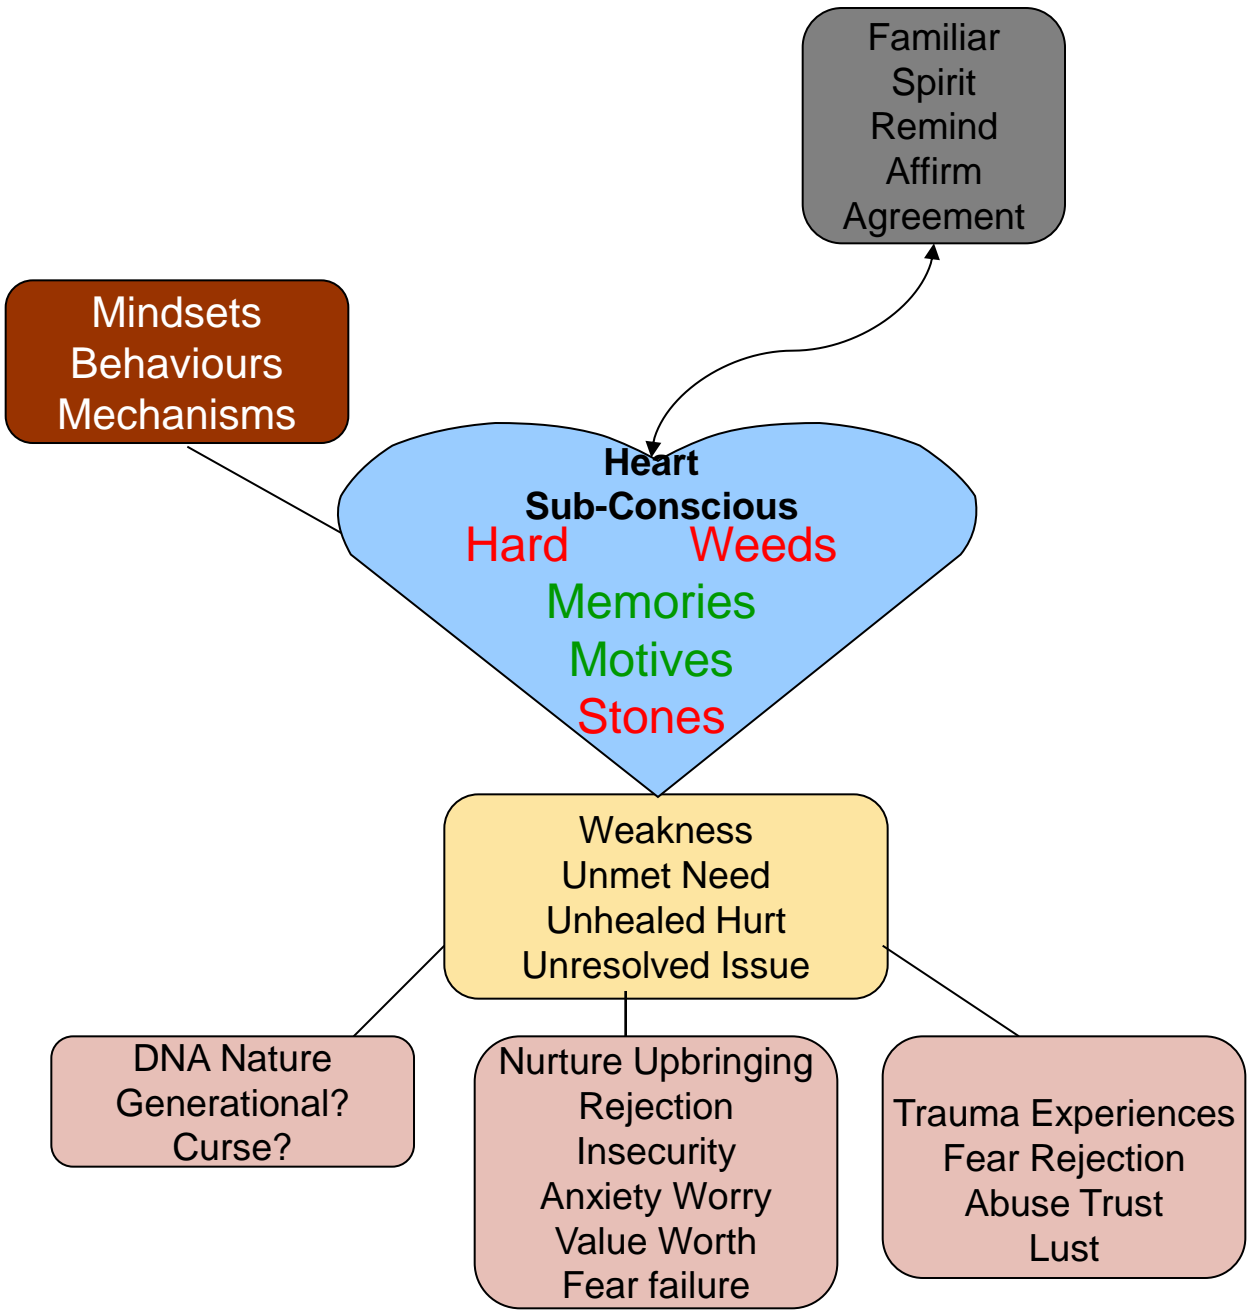 Familiar
Spirit
Remind
Affirm
Agreement
Mindsets
Behaviours
Mechanisms
Heart
Sub-Conscious
Hard Weeds
Memories
Motives
Stones
Weakness
Unmet Need
Unhealed Hurt
Unresolved Issue
DNA Nature
Generational?
Curse?
Nurture Upbringing
Rejection
Insecurity
Anxiety Worry
Value Worth
Fear failure
Trauma Experiences
Fear Rejection
Abuse Trust
Lust